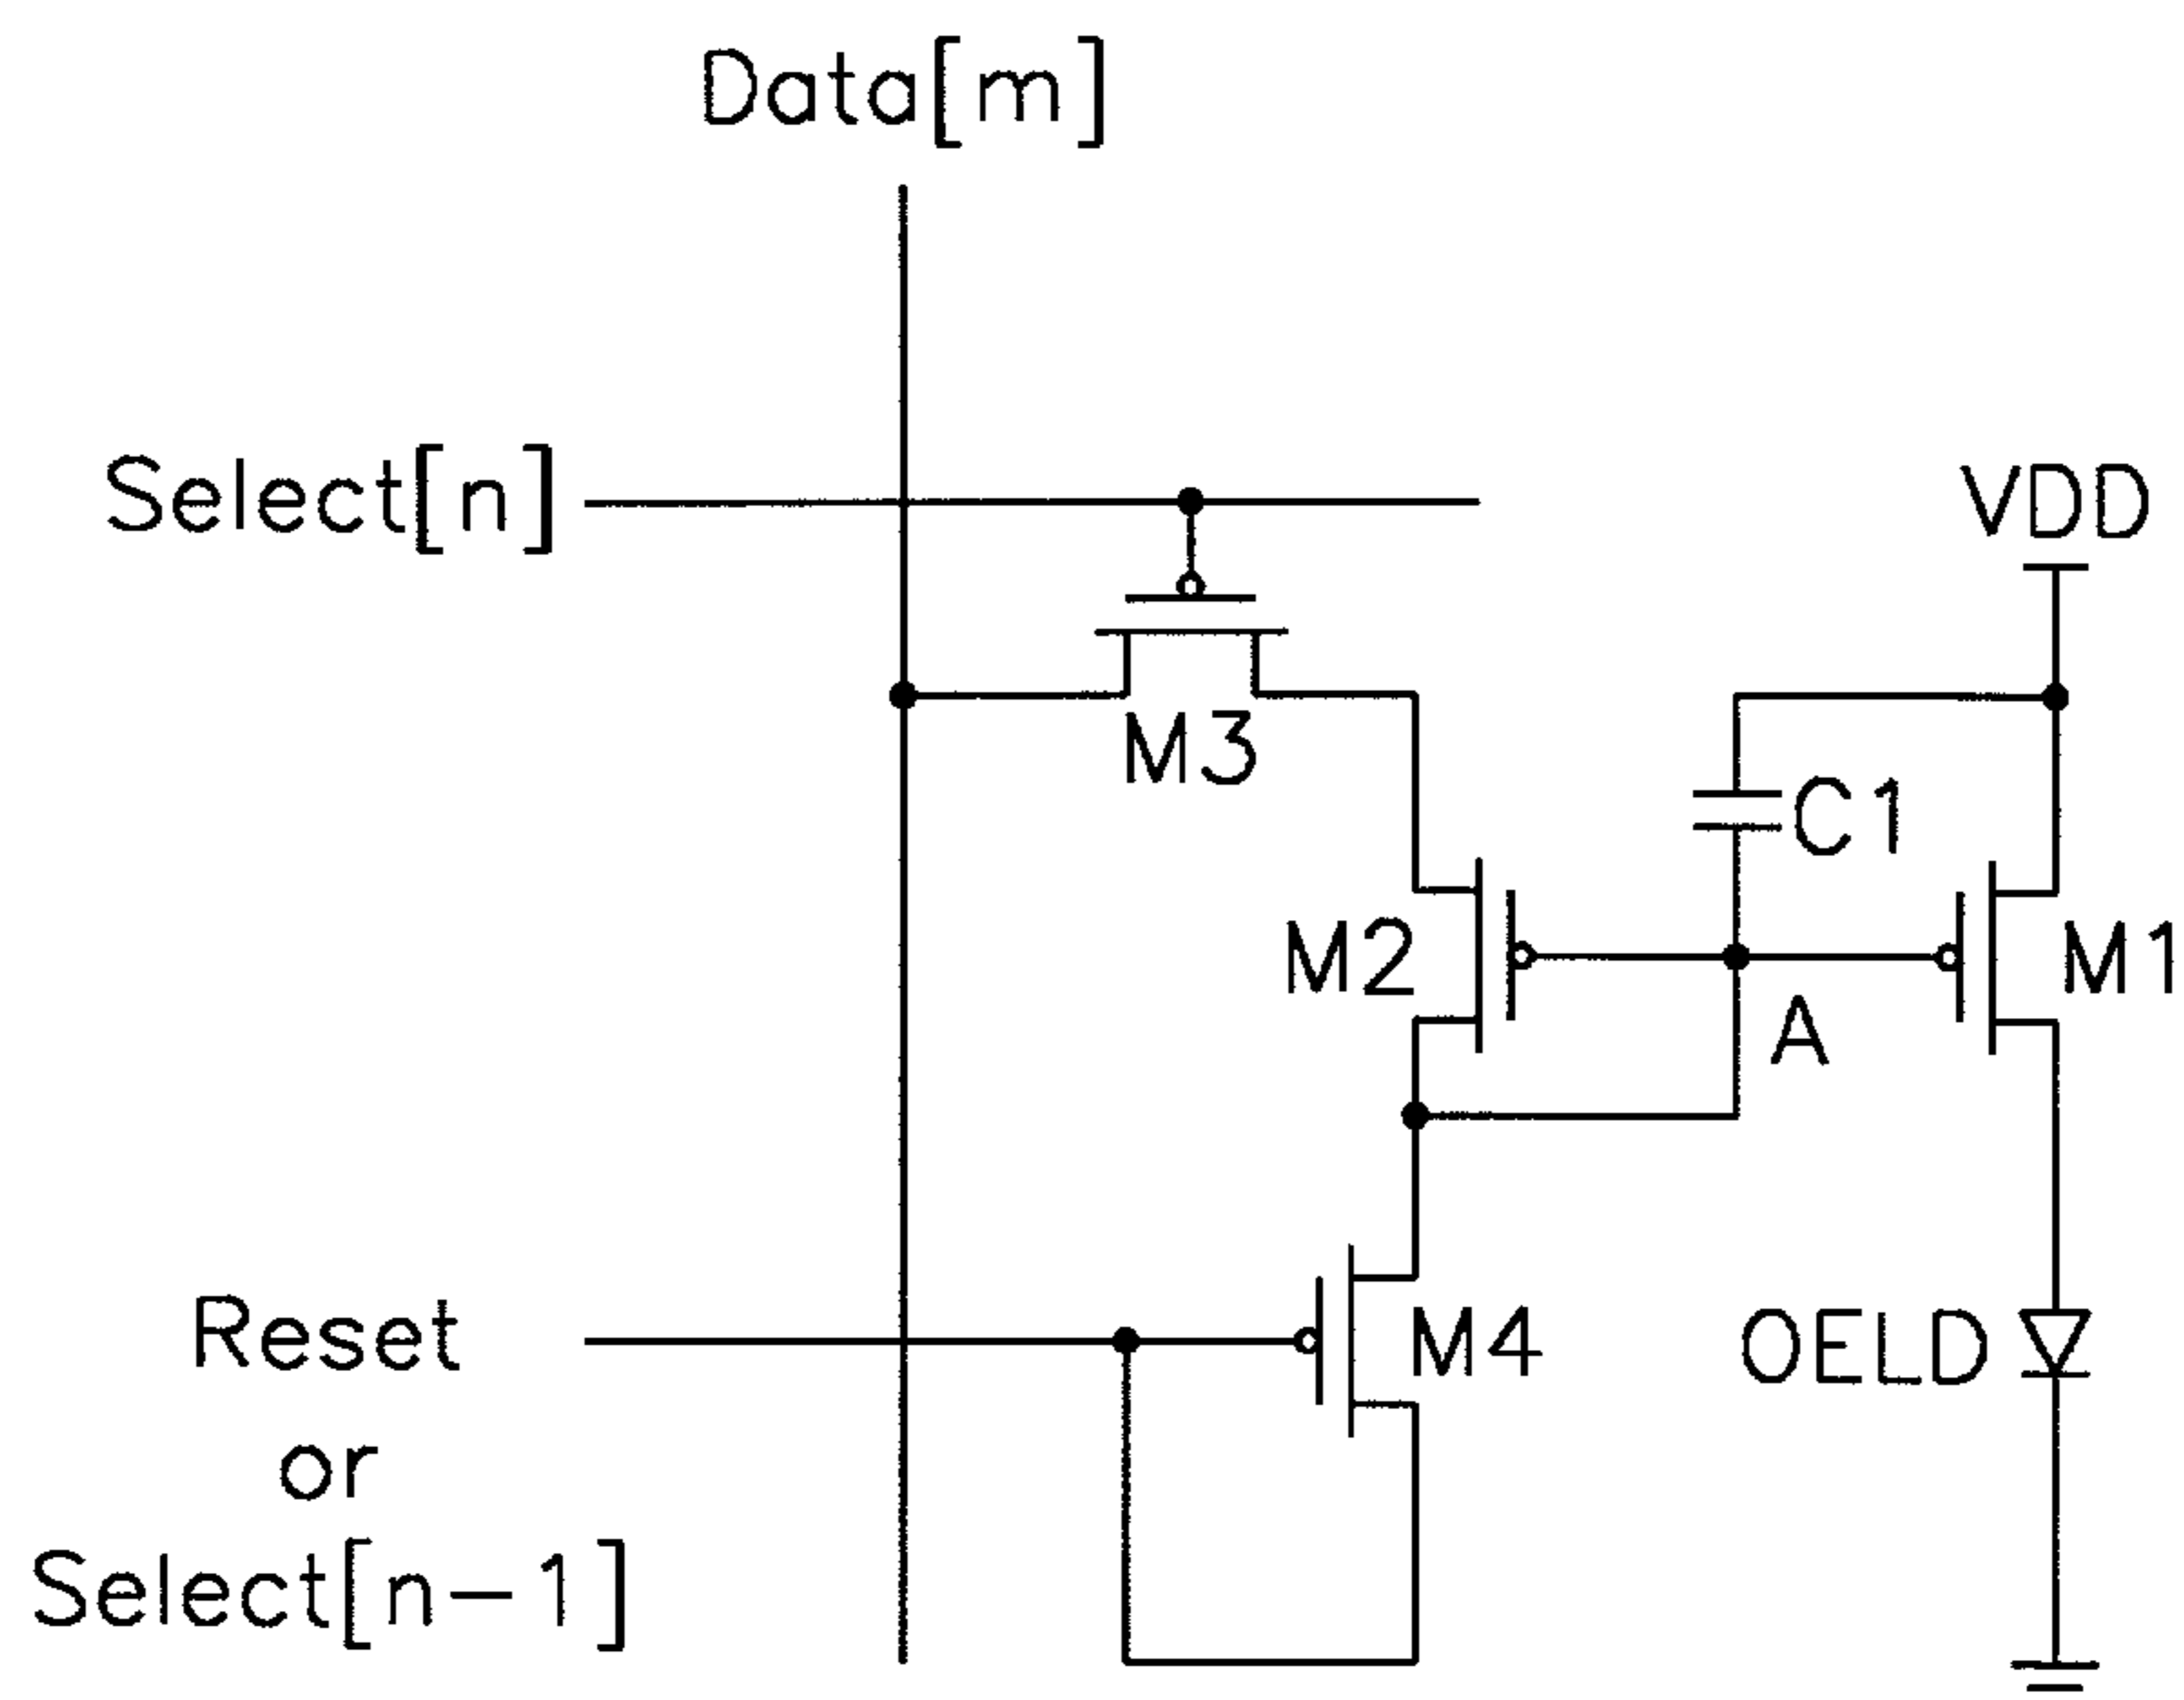 Data[m]
Select[n]
VDD
M3
C1
M2
M1
A
Reset
M4
OELD
or
Select[n-1]